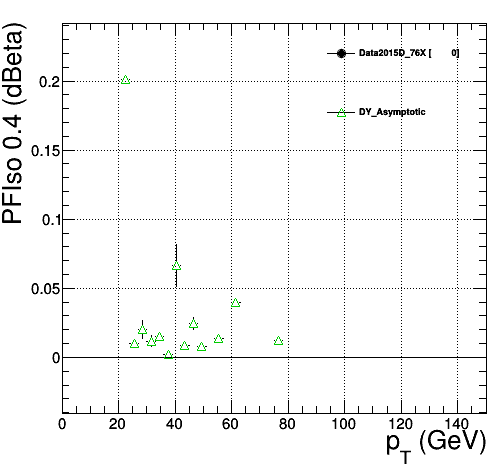 PFIso 0.4 (dBeta)
Data2015D_76X [ 0]
DY_Asymptotic
0.2
0.15
0.1
0.05
0
0 20 40 60 80 100 120 140
p_T (GeV)